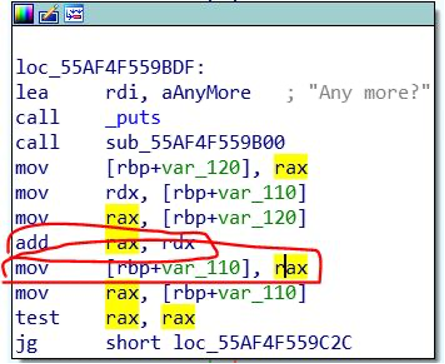 loc_55AF4F559BDF:
lea rdi, aAnyMore ; "Any more?"
call _puts
call sub_55AF4F559B00
mov [rbp+var_120], rax
mov rdx, [rbp+var_110]
mov rax, [rbp+var_120]
add rax, rdx
mov [rbp+var_110], rax
mov rax, [rbp+var_110]
test rax, rax
jg short loc_55AF4F559C2C